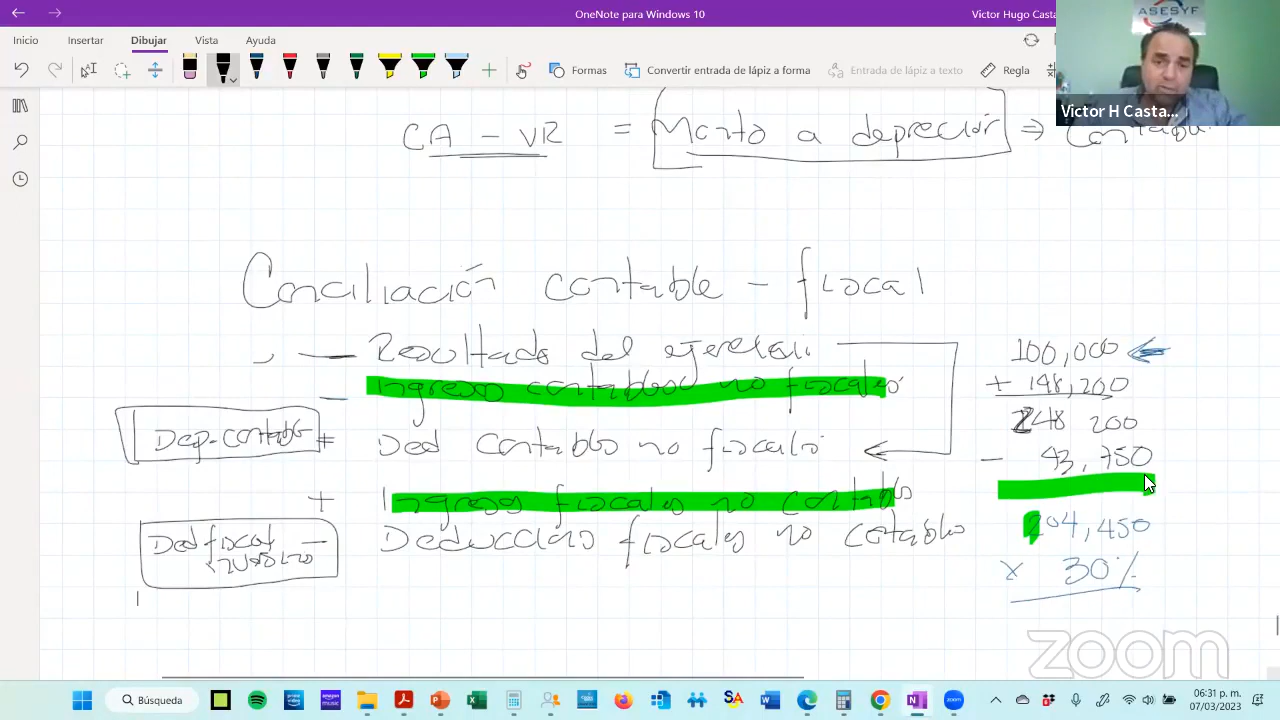 OneNote para Windows 10
Victor Hugo Casta
ASESYF
Inicio Insertar Dibujar Vista Ayuda
Formas Convertir entrada de lápiz a forma Entrada de lápiz a texto Regla
Victor H Casta...
CA - VR = Monto a depreciar ⇒ Contabi
Conciliación contable - fiscal
- Resultado del ejercicio 100,000
- Ingresos contables no fiscales + 148,200
Dep. contable + Ded contables no fiscales 248 200
- 43,750
+ Ingresos fiscales no contables
204,450
Ded fiscal inversiones - Deducciones fiscales no contables
x 30%
zoom
Búsqueda
06:31 p. m.
07/03/2023